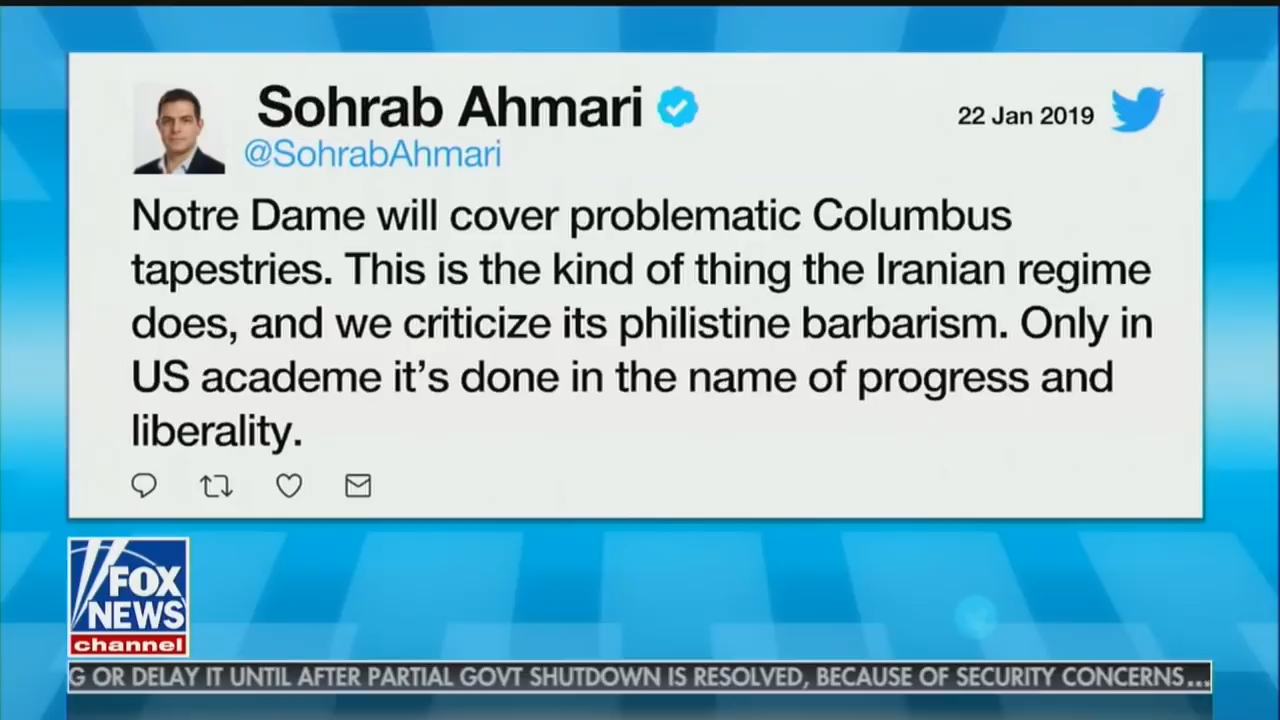 Sohrab Ahmari
22 Jan 2019
@SohrabAhmari
Notre Dame will cover problematic Columbus
tapestries. This is the kind of thing the Iranian regime
does, and we criticize its philistine barbarism. Only in
US academe it's done in the name of progress and
liberality.
FOX
NEWS
channel
G OR DELAY IT UNTIL AFTER PARTIAL GOVT SHUTDOWN IS RESOLVED, BECAUSE OF SECURITY CONCERNS...